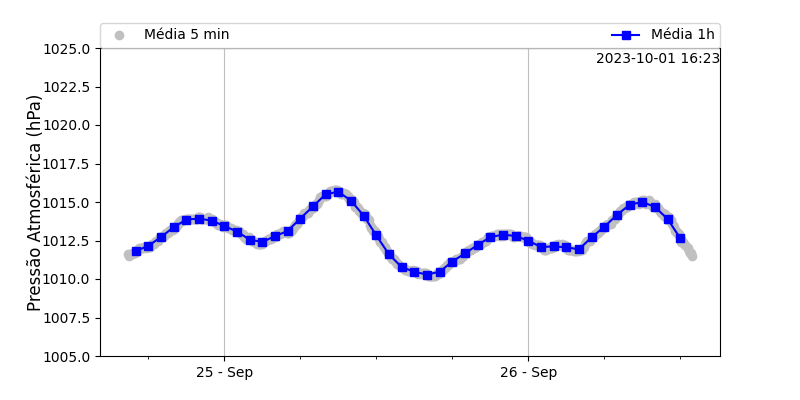 Média 5 min
Média 1h
2023-10-01 16:23
Pressão Atmosférica (hPa)
1025.0
1022.5
1020.0
1017.5
1015.0
1012.5
1010.0
1007.5
1005.0
25 - Sep
26 - Sep